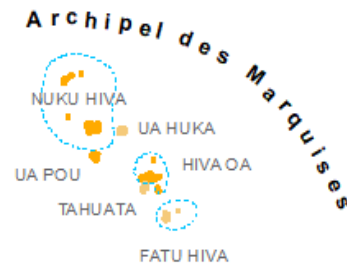 Archipel des Marquises
NUKU HIVA
UA HUKA
HIVA OA
UA POU
TAHUATA
FATU HIVA